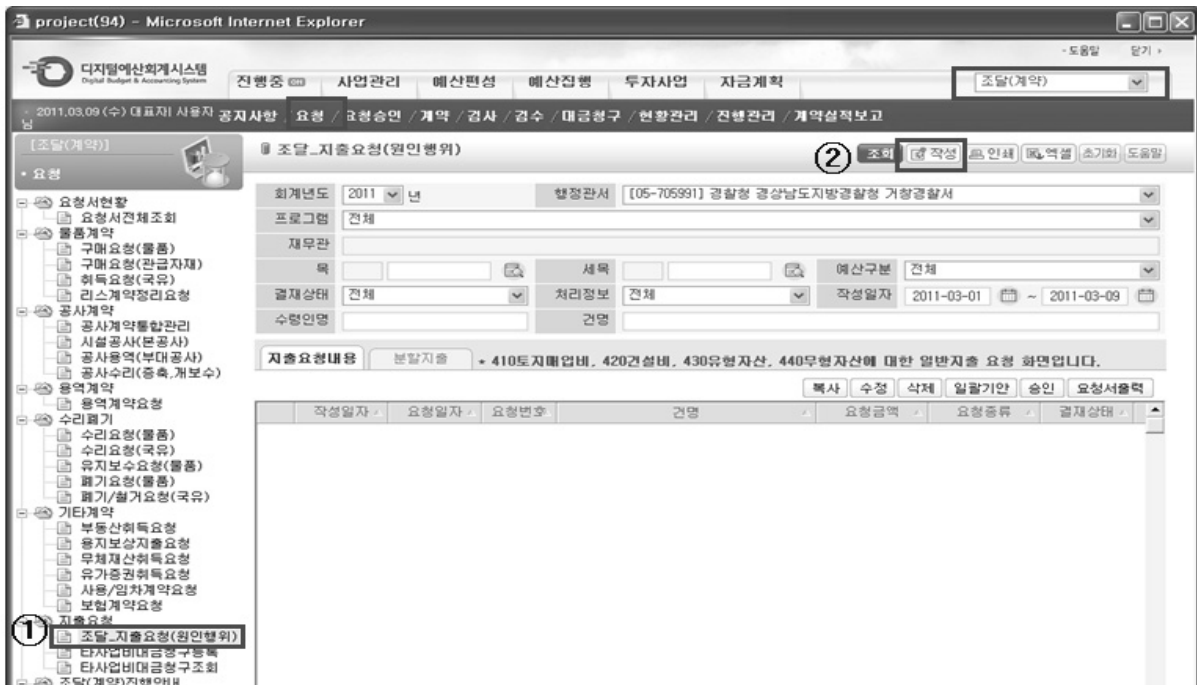 project(94) - Microsoft Internet Explorer
- 도움말 닫기
디지털예산회계시스템
Digital Budget & Accounting System
진행중 사업관리 예산편성 예산집행 투자사업 자금계획 조달(계약)
2011,03,09 (수) 대표자| 사용자님
공지사항 / 요청 / 요청승인 / 계약 / 검사 / 검수 / 대금청구 / 현황관리 / 진행관리 / 계약실적보고
[조달(계약)]
• 요청
조달_지출요청(원인행위)
② 조회 작성 인쇄 엑셀 초기화 도움말
회계년도 2011 년 행정관서 [05-705991] 경찰청 경상남도지방경찰청 거창경찰서
프로그램 전체
재무관
목 세목 예산구분 전체
결재상태 전체 처리정보 전체 작성일자 2011-03-01 ~ 2011-03-09
수령인명 건명
지출요청내용 분할지출 * 410토지매입비, 420건설비, 430유형자산, 440무형자산에 대한 일반지출 요청 화면입니다.
복사 수정 삭제 일괄기안 승인 요청서출력
작성일자 요청일자 요청번호 건명 요청금액 요청종류 결재상태
요청서현황
요청서전체조회
물품계약
구매요청(물품)
구매요청(관급자재)
취득요청(국유)
리스계약정리요청
공사계약
공사계약통합관리
시설공사(본공사)
공사용역(부대공사)
공사수리(증축,개보수)
용역계약
용역계약요청
수리폐기
수리요청(물품)
수리요청(국유)
유지보수요청(물품)
폐기요청(물품)
폐기/철거요청(국유)
기타계약
부동산취득요청
용지보상지출요청
무체재산취득요청
유가증권취득요청
사용/임차계약요청
보험계약요청
지출요청
① 조달_지출요청(원인행위)
타사업비대금청구등록
타사업비대금청구조회
조달(계약)진행안내